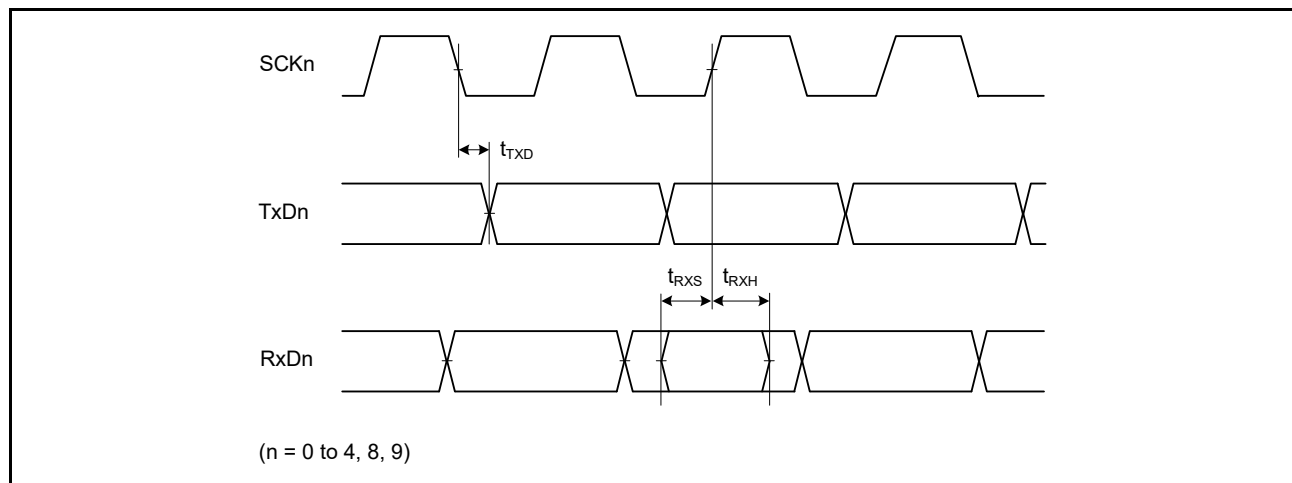 SCKn
tTXD
TxDn
tRXS tRXH
RxDn
(n = 0 to 4, 8, 9)